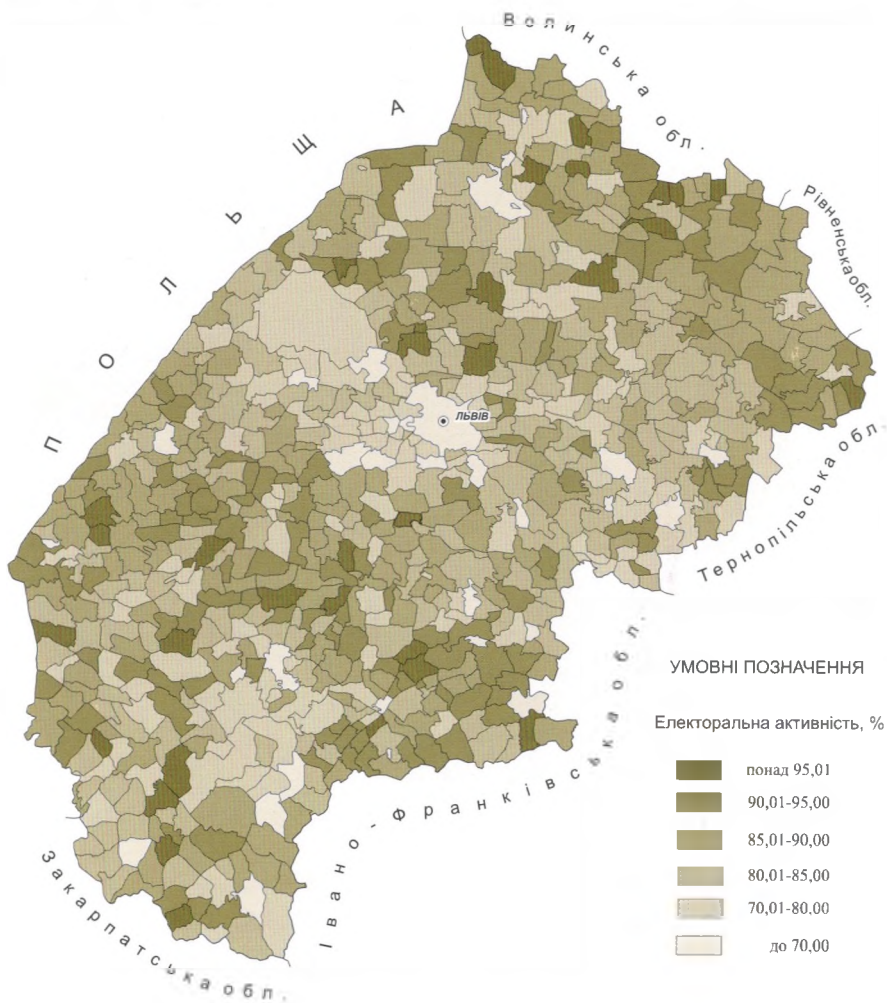 Волинська обл.
ПОЛЬЩА
Рівненська обл.
ЛЬВІВ
Тернопільська обл.
УМОВНІ ПОЗНАЧЕННЯ
Електоральна активність, %
понад 95,01
90,01-95,00
85,01-90,00
80,01-85,00
70,01-80,00
до 70,00
Івано-Франківська обл.
Закарпатська обл.